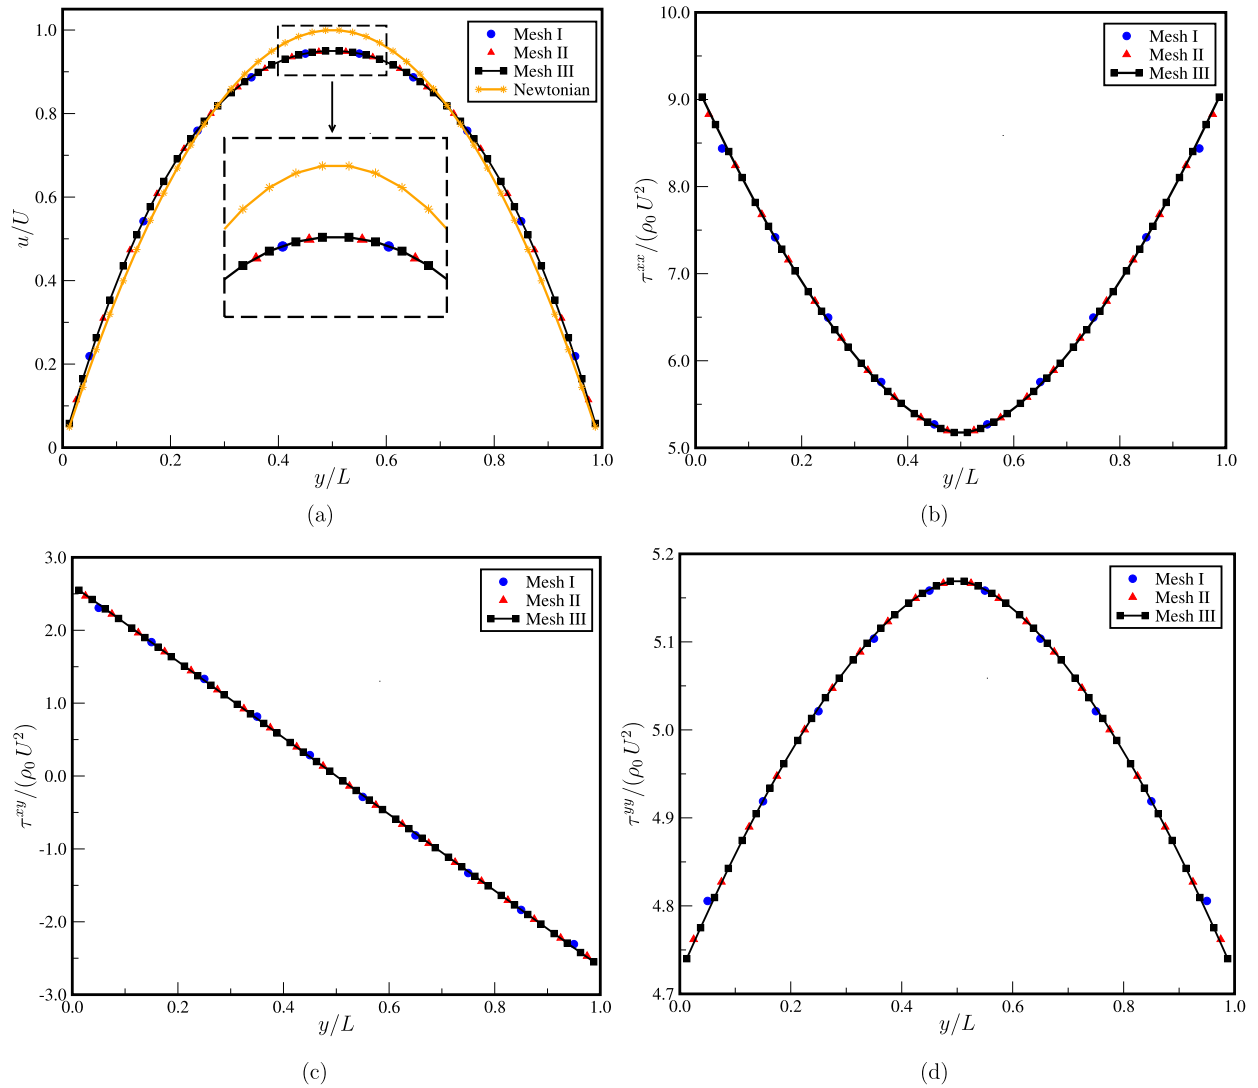 1.0
0.8
0.6
0.4
0.2
0
u/U
0
0.2
0.4
0.6
0.8
1.0
y/L
Mesh I
Mesh II
Mesh III
Newtonian
(a)
10.0
9.0
8.0
7.0
6.0
5.0
τ^{xx}/(ρ₀ U²)
0.0
0.2
0.4
0.6
0.8
1.0
y/L
Mesh I
Mesh II
Mesh III
(b)
3.0
2.0
1.0
0.0
-1.0
-2.0
-3.0
τ^{xy}/(ρ₀ U²)
0.0
0.2
0.4
0.6
0.8
1.0
y/L
Mesh I
Mesh II
Mesh III
(c)
5.2
5.1
5.0
4.9
4.8
4.7
τ^{yy}/(ρ₀ U²)
0.0
0.2
0.4
0.6
0.8
1.0
y/L
Mesh I
Mesh II
Mesh III
(d)